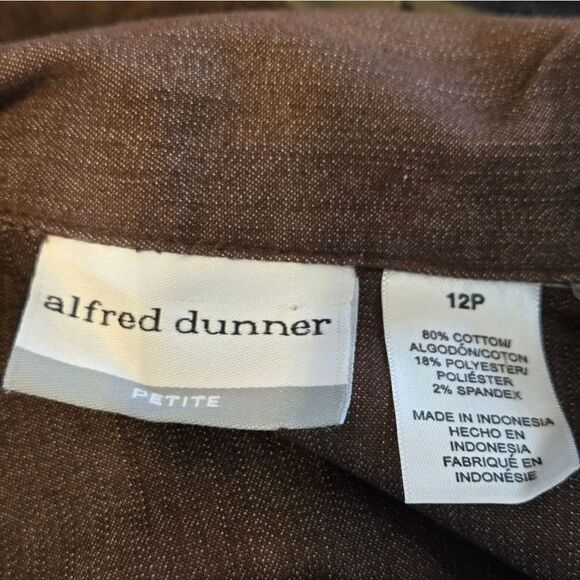 alfred dunner
PETITE
12P
80% COTTON/
ALGODÓN/COTON
18% POLYESTER/
POLIÉSTER
2% SPANDEX
MADE IN INDONESIA
HECHO EN
INDONESIA
FABRIQUÉ EN
INDONÉSIE